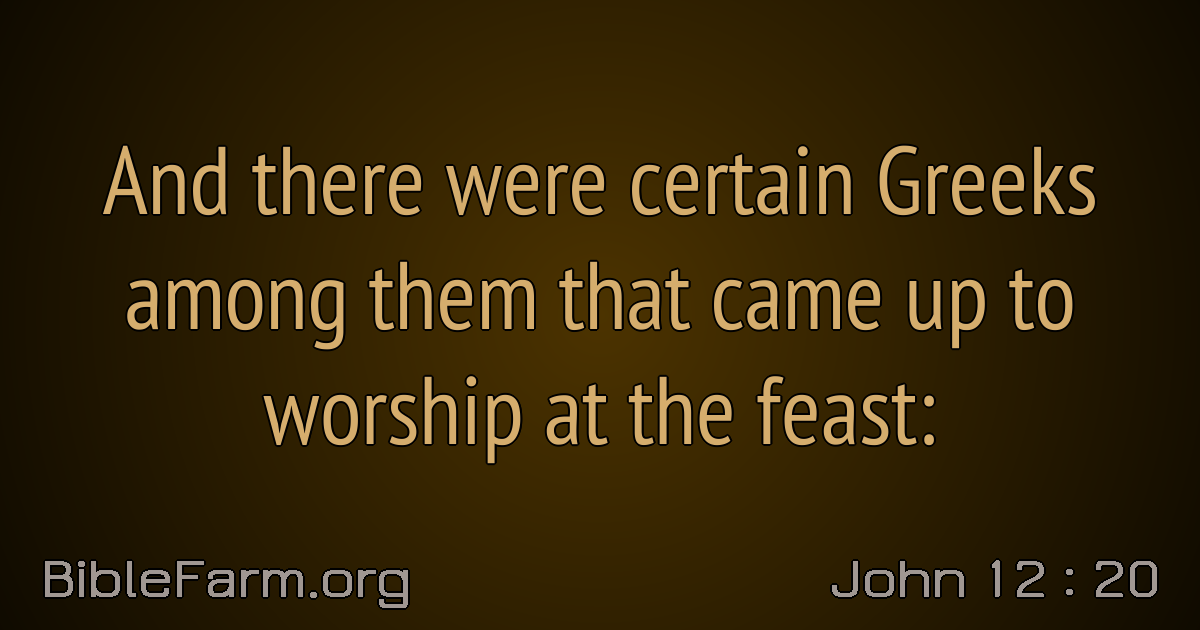 And there were certain Greeks
among them that came up to
worship at the feast:
BibleFarm.org
John 12 : 20